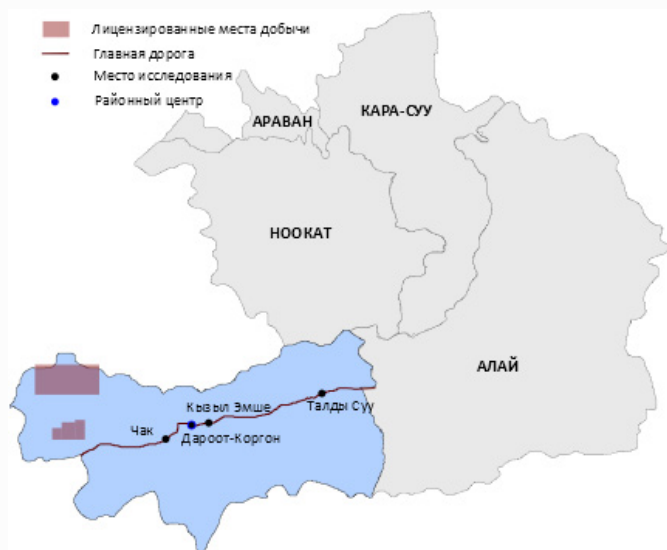 Лицензированные места добычи
Главная дорога
Место исследования
Районный центр
КАРА-СУУ
АРАВАН
НООКАТ
АЛАЙ
Кызыл Эмше
Талды Суу
Чак
Дароот-Коргон